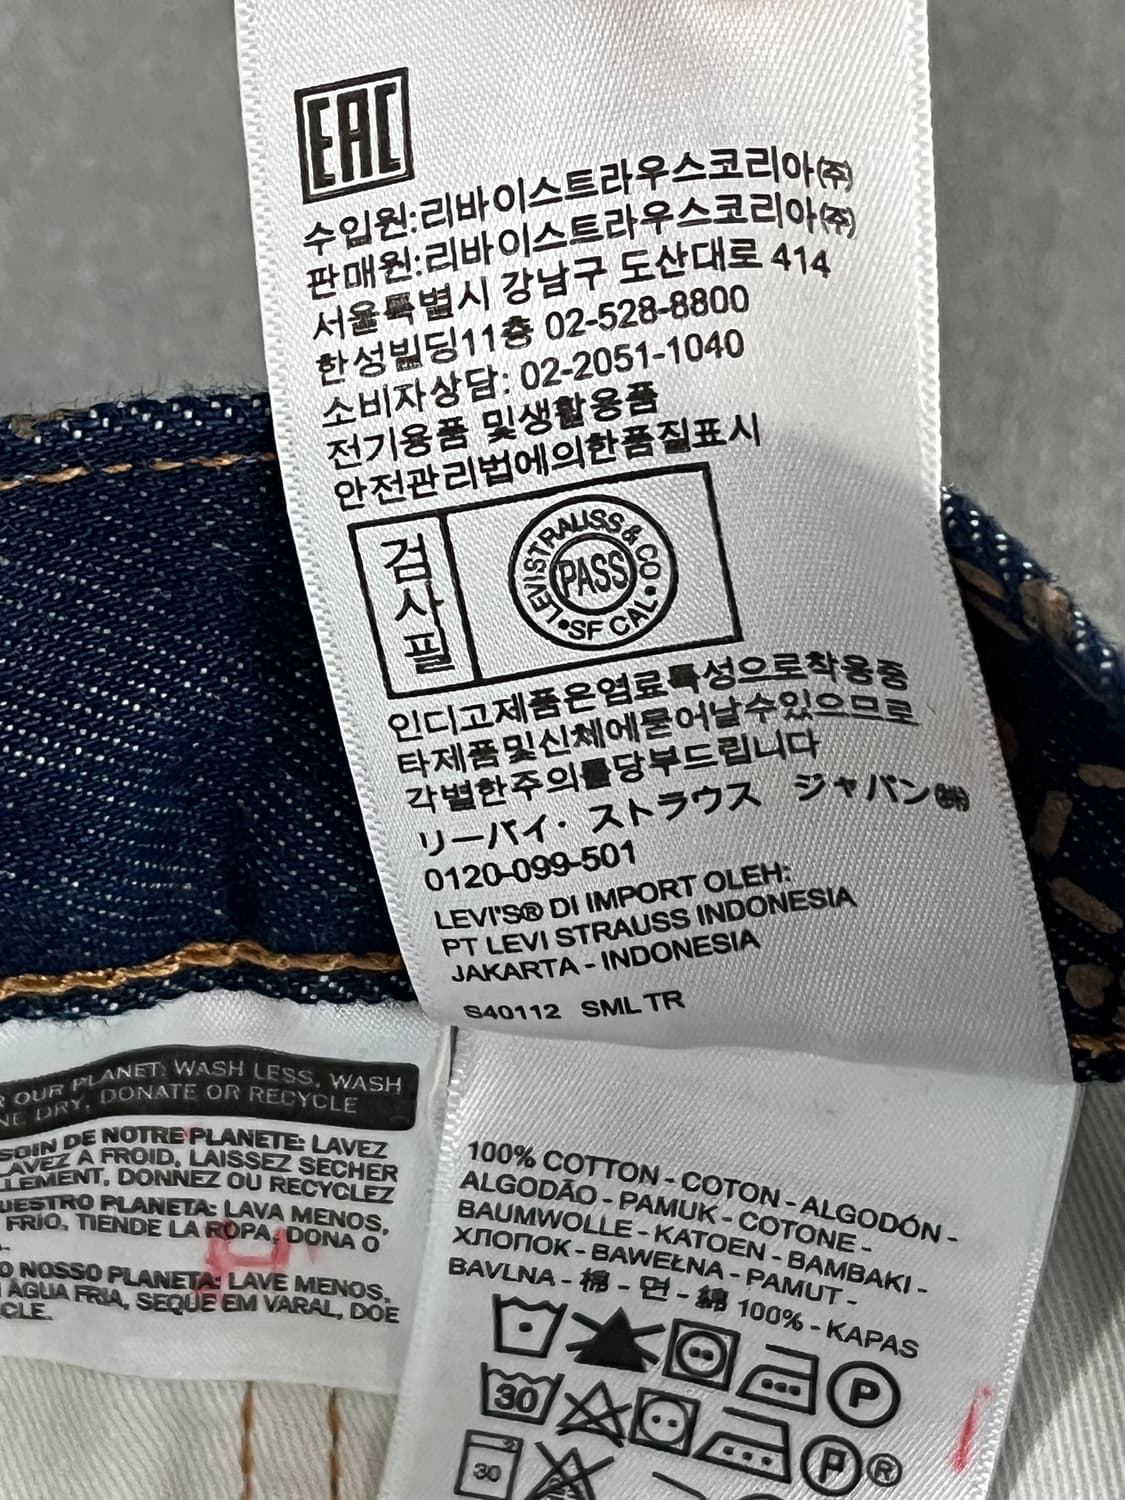 EAC
수입원:리바이스트라우스코리아㈜
판매원:리바이스트라우스코리아㈜
서울특별시 강남구 도산대로 414
한성빌딩11층 02-528-8800
소비자상담: 02-2051-1040
전기용품 및생활용품
안전관리법에의한품질표시
검사필
LEVI STRAUSS & CO • SF CAL •
PASS
인디고제품은염료특성으로착용중
타제품및신체에묻어날수있으므로
각별한주의를당부드립니다
リーバイ・ストラウス ジャパン㈱
0120-099-501
LEVI'S® DI IMPORT OLEH:
PT LEVI STRAUSS INDONESIA
JAKARTA - INDONESIA
S40112 SML TR
R OUR PLANET: WASH LESS, WASH
NE DRY, DONATE OR RECYCLE
SOIN DE NOTRE PLANETE: LAVEZ
LAVEZ A FROID, LAISSEZ SECHER
LLEMENT, DONNEZ OU RECYCLEZ
UESTRO PLANETA: LAVA MENOS,
FRÍO, TIENDE LA ROPA, DONA O
O NOSSO PLANETA: LAVE MENOS,
ÁGUA FRIA, SEQUE EM VARAL, DOE
CLE.
100% COTTON - COTON - ALGODÓN -
ALGODÃO - PAMUK - COTONE -
BAUMWOLLE - KATOEN - BAMBAKI -
ХЛОПОК - BAWEŁNA - PAMUT -
BAVLNA - 棉 - 면 - 綿 100% - KAPAS
P
30
P ®
30